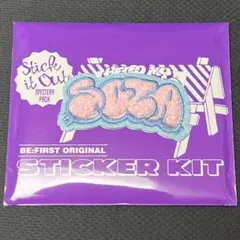 Stick
it Out
MYSTERY
PACK
SOTA
BE:FIRST ORIGINAL
STICKER KIT